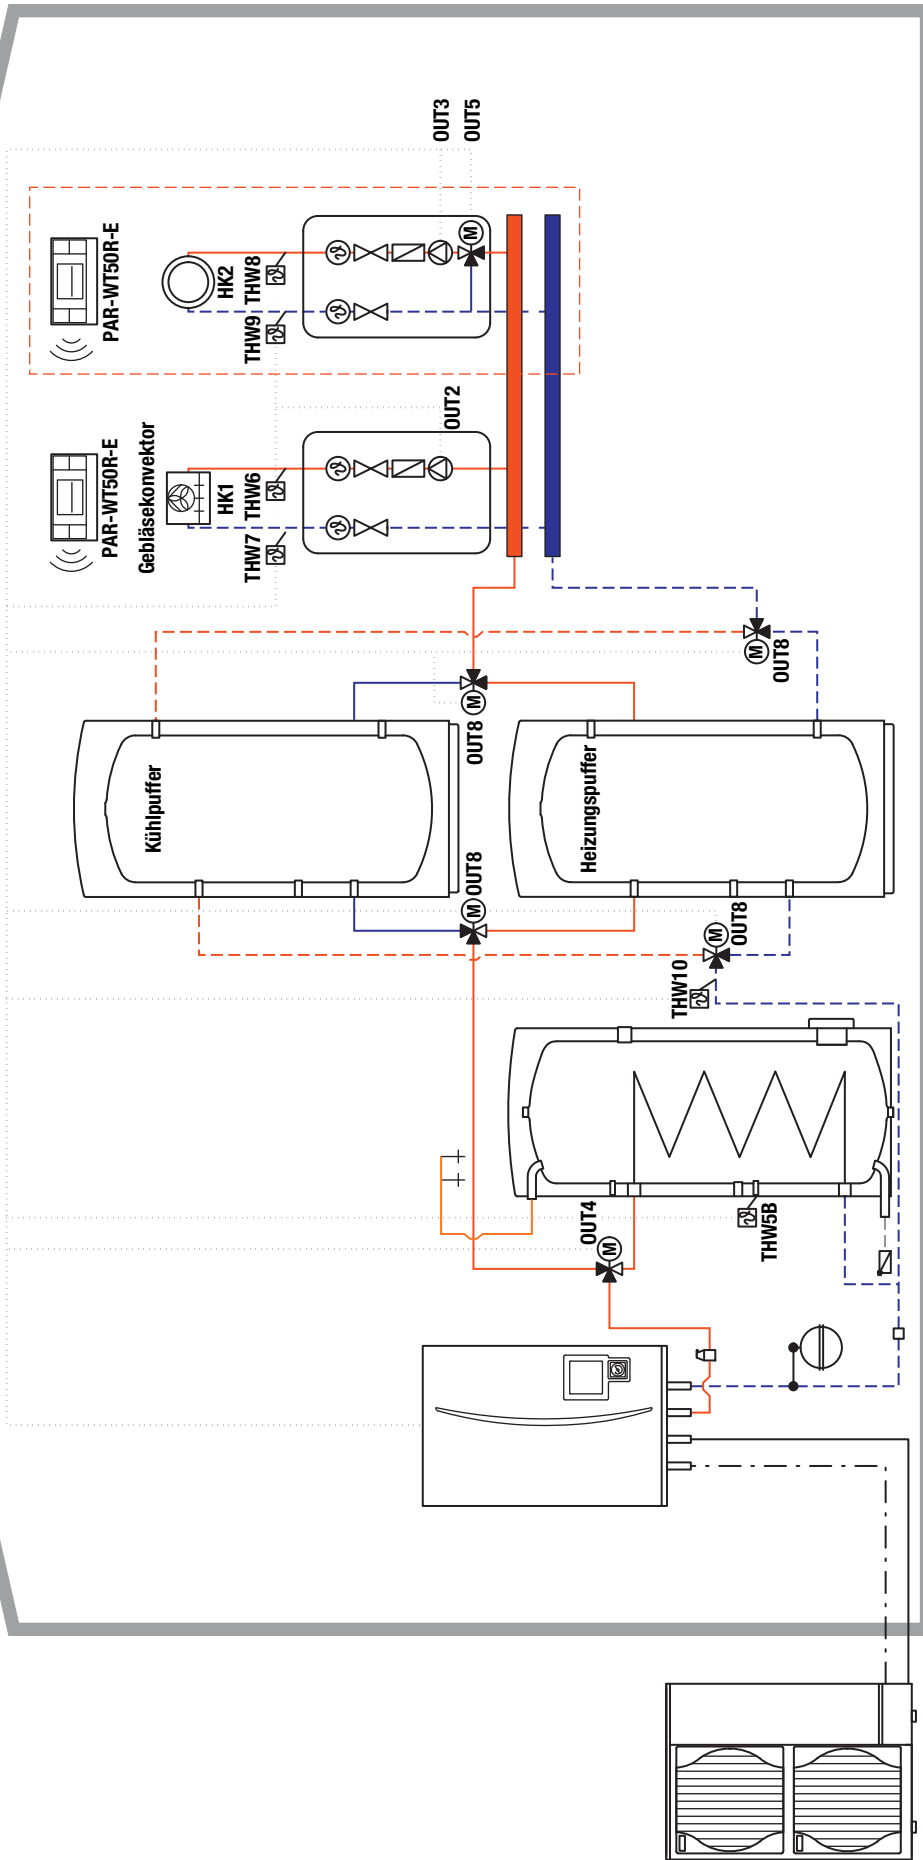 OUT3
OUT5
PAR-WT50R-E
HK2
THW8
THW9
PAR-WT50R-E
Gebläsekonvektor
HK1
THW6
THW7
OUT2
M
M
OUT8
M
OUT8
Kühlpuffer
Heizungspuffer
M
OUT8
M
OUT8
THW10
OUT4
M
THW5B